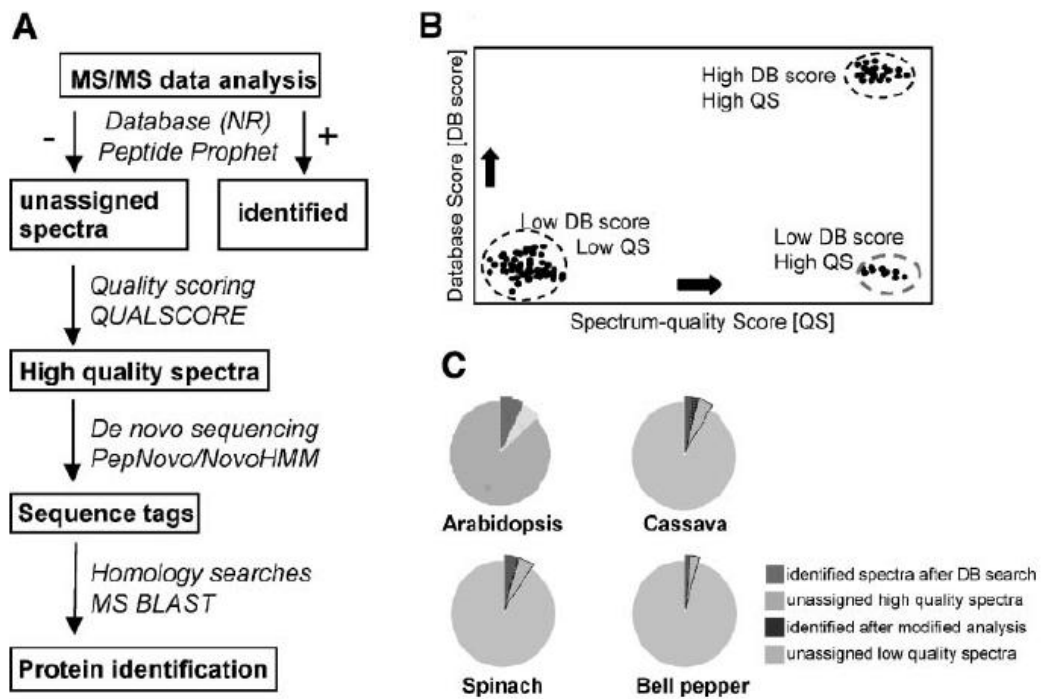 A
MS/MS data analysis
-
Database (NR)
+
Peptide Prophet
unassigned
spectra
identified
Quality scoring
QUALSCORE
High quality spectra
De novo sequencing
PepNovo/NovoHMM
Sequence tags
Homology searches
MS BLAST
Protein identification
B
Database Score [DB score]
High DB score
High QS
Low DB score
Low QS
Low DB score
High QS
Spectrum-quality Score [QS]
C
Arabidopsis
Cassava
Spinach
Bell pepper
identified spectra after DB search
unassigned high quality spectra
identified after modified analysis
unassigned low quality spectra